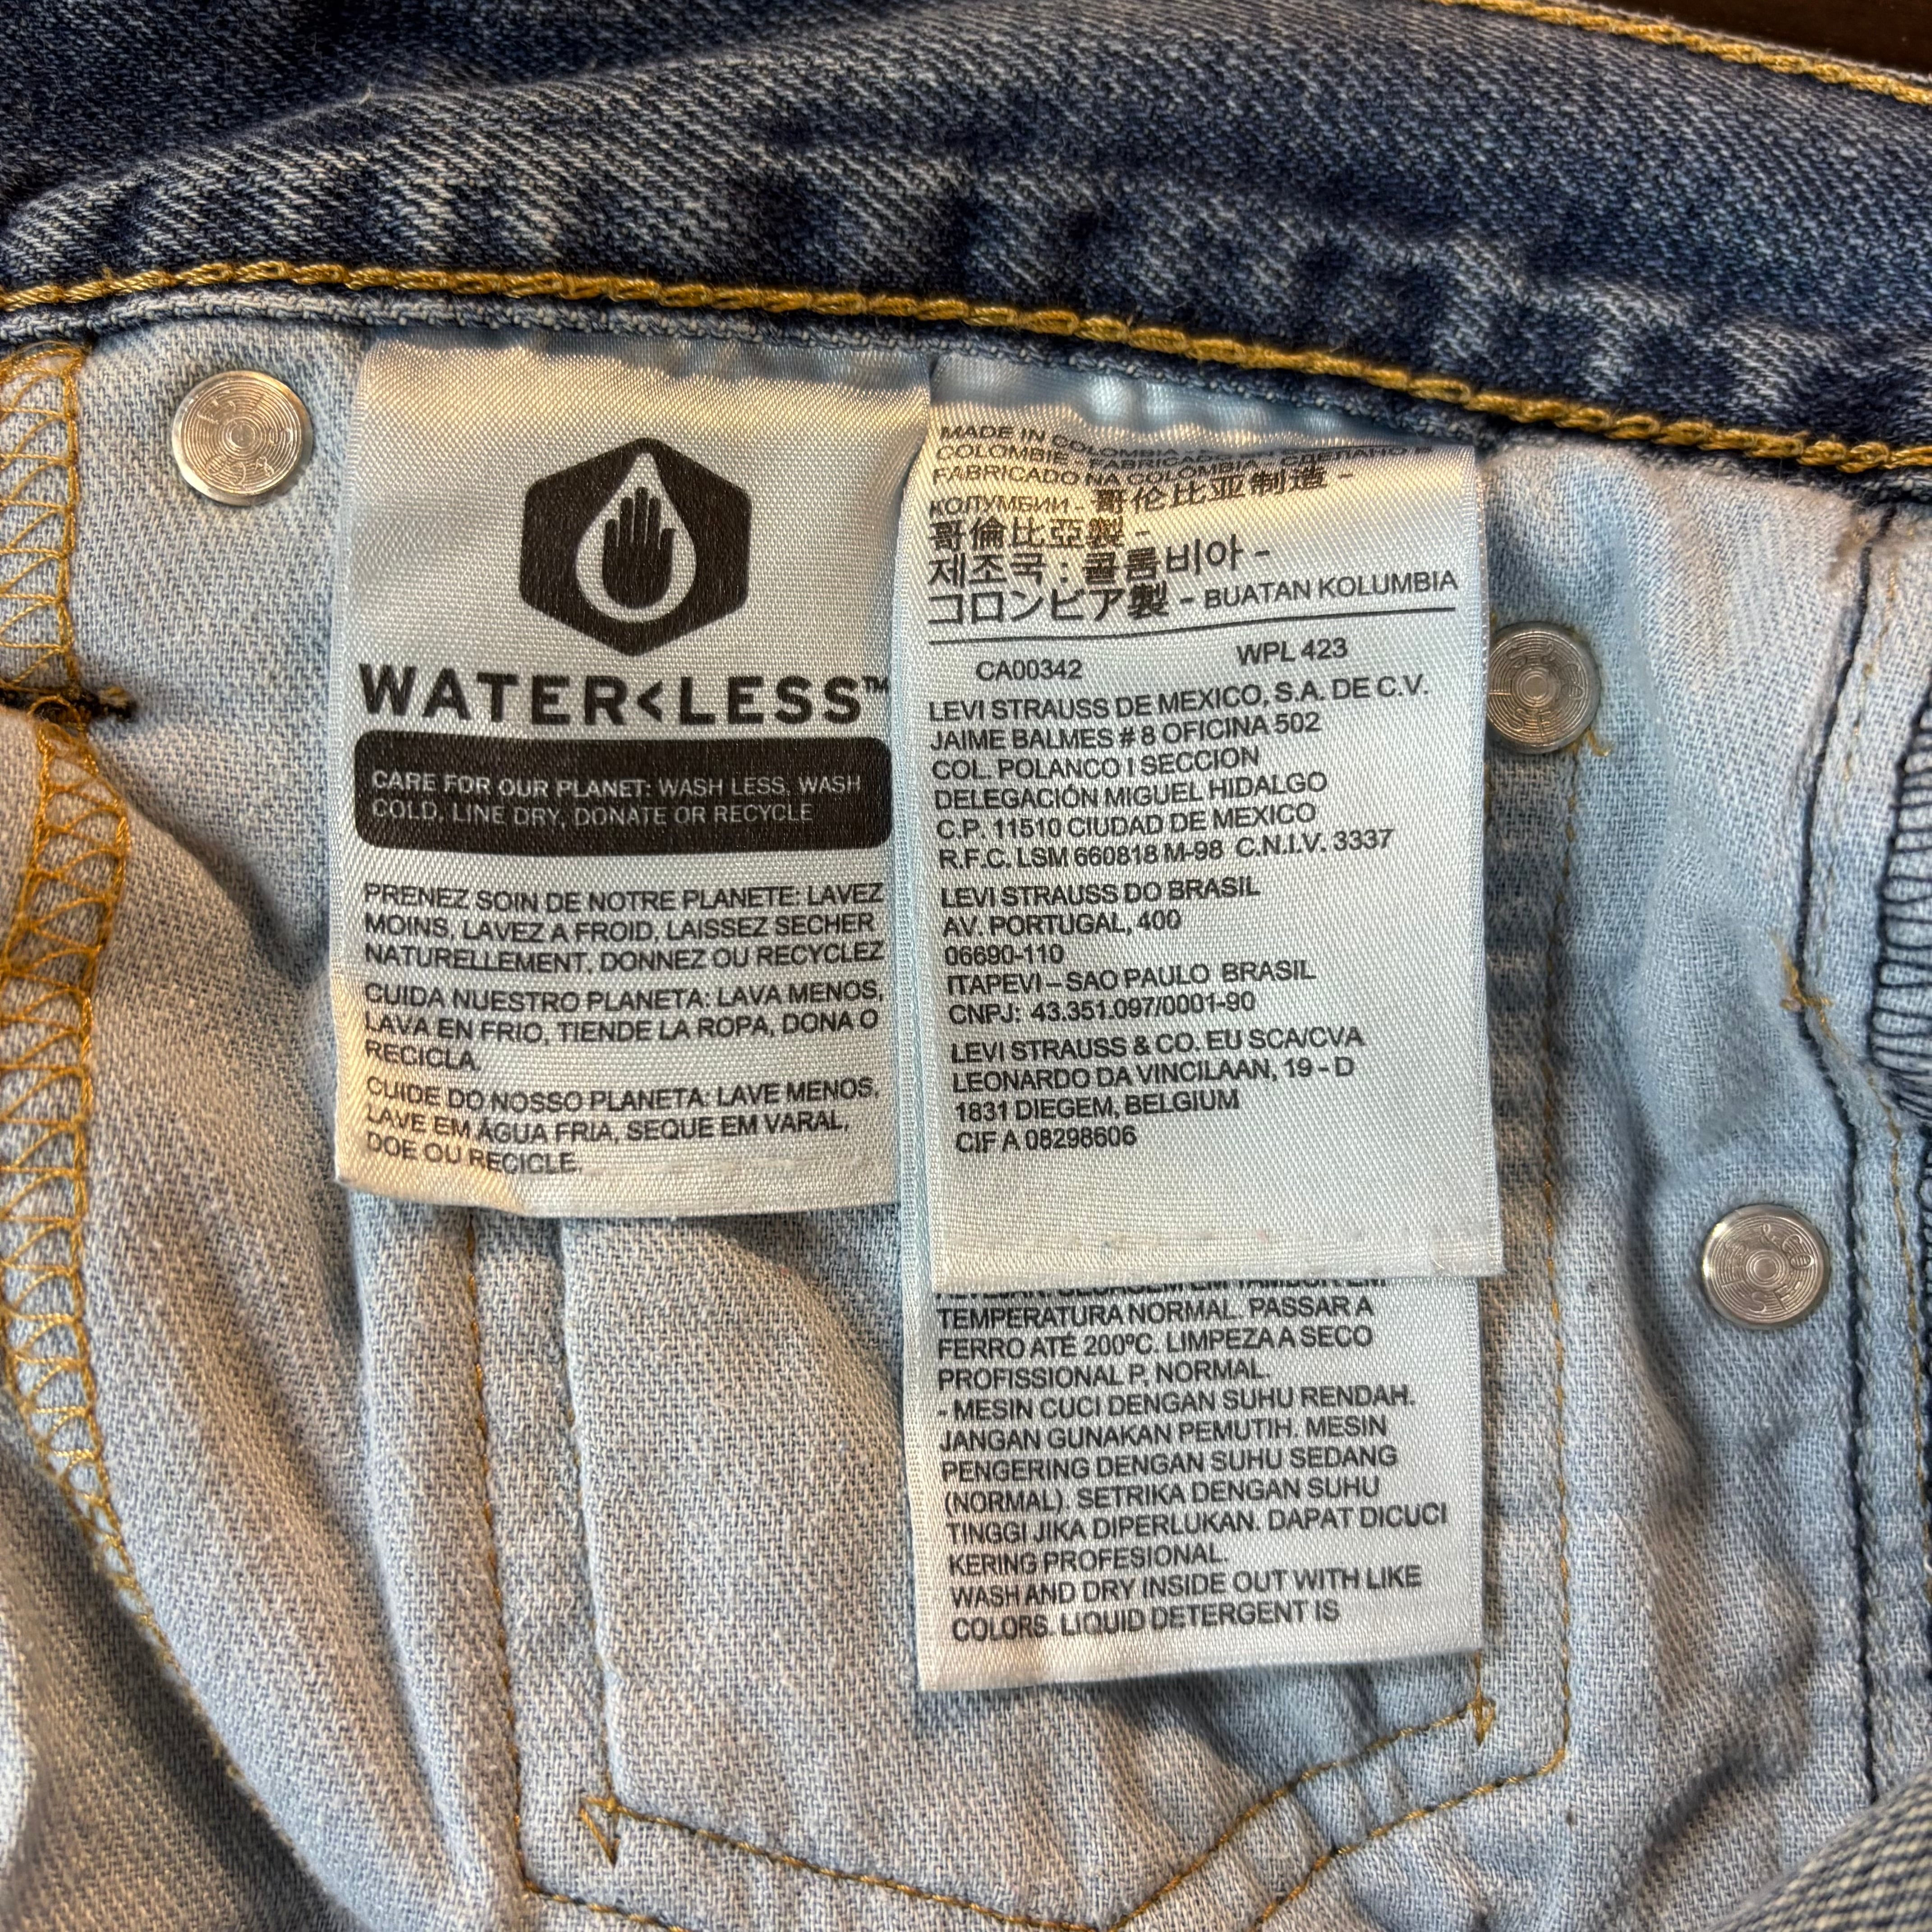 WATER<LESS™
CARE FOR OUR PLANET: WASH LESS, WASH
COLD, LINE DRY, DONATE OR RECYCLE
PRENEZ SOIN DE NOTRE PLANETE: LAVEZ
MOINS, LAVEZ A FROID, LAISSEZ SECHER
NATURELLEMENT, DONNEZ OU RECYCLEZ
CUIDA NUESTRO PLANETA: LAVA MENOS,
LAVA EN FRIO, TIENDE LA ROPA, DONA O
RECICLA
CUIDE DO NOSSO PLANETA: LAVE MENOS,
LAVE EM ÁGUA FRIA, SEQUE EM VARAL,
DOE OU RECICLE.
MADE IN COLOMBIA
COLOMBIE - FABRICADO СДЕЛАНО В
FABRICADO NA COLOMBIA
КОЛУМБИИ - 哥伦比亚制造 -
哥倫比亞製 -
제조국 : 콜롬비아 -
コロンビア製 - BUATAN KOLUMBIA
CA00342 WPL 423
LEVI STRAUSS DE MEXICO, S.A. DE C.V.
JAIME BALMES # 8 OFICINA 502
COL. POLANCO I SECCION
DELEGACIÓN MIGUEL HIDALGO
C.P. 11510 CIUDAD DE MEXICO
R.F.C. LSM 660818 M-98 C.N.I.V. 3337
LEVI STRAUSS DO BRASIL
AV. PORTUGAL, 400
06690-110
ITAPEVI – SAO PAULO BRASIL
CNPJ: 43.351.097/0001-90
LEVI STRAUSS & CO. EU SCA/CVA
LEONARDO DA VINCILAAN, 19 - D
1831 DIEGEM, BELGIUM
CIF A 08298606
TEMPERATURA NORMAL. PASSAR A
FERRO ATÉ 200ºC. LIMPEZA A SECO
PROFISSIONAL P, NORMAL.
- MESIN CUCI DENGAN SUHU RENDAH.
JANGAN GUNAKAN PEMUTIH. MESIN
PENGERING DENGAN SUHU SEDANG
(NORMAL). SETRIKA DENGAN SUHU
TINGGI JIKA DIPERLUKAN. DAPAT DICUCI
KERING PROFESIONAL.
WASH AND DRY INSIDE OUT WITH LIKE
COLORS. LIQUID DETERGENT IS